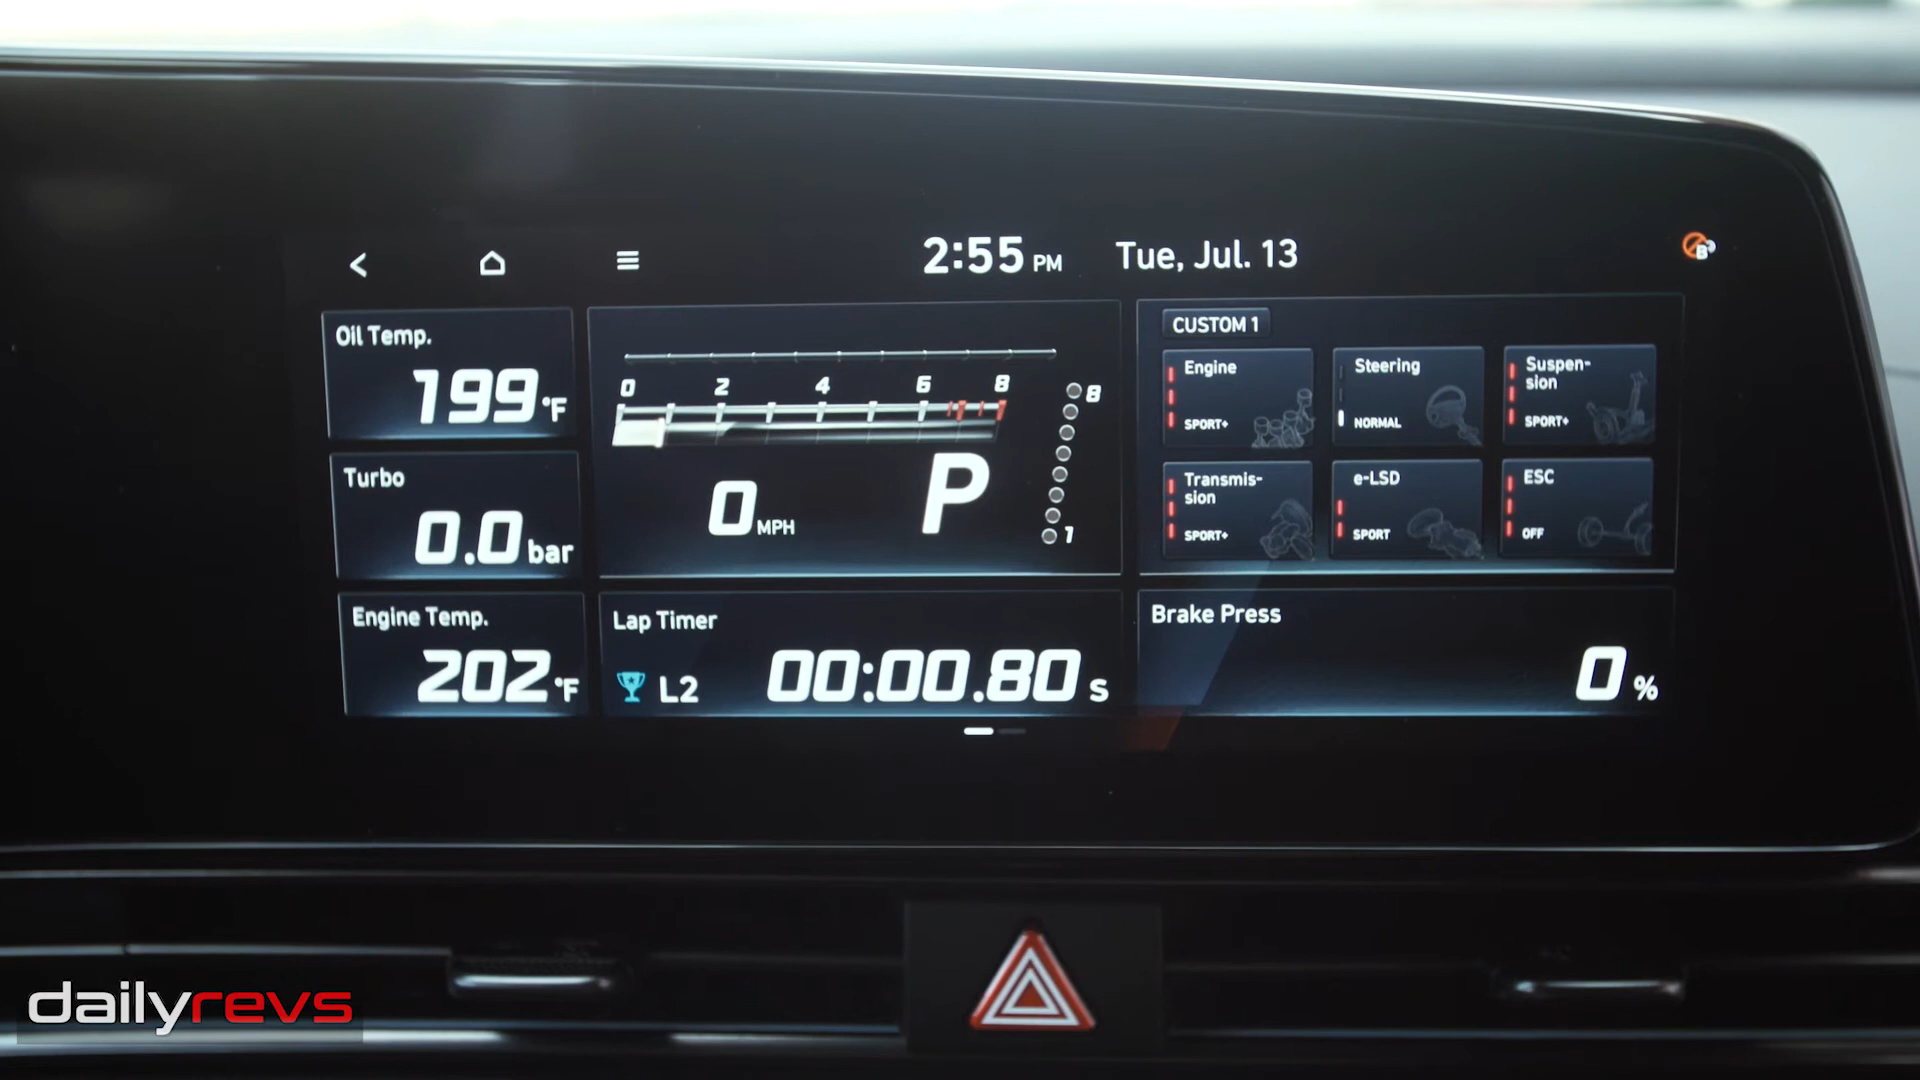 2:55 PM Tue, Jul. 13
Oil Temp.
199 °F
Turbo
0.0 bar
Engine Temp.
202 °F
0 2 4 6 8
8
1
0 MPH
P
Lap Timer
L2 00:00.80 s
CUSTOM 1
Engine
SPORT+
Steering
NORMAL
Suspen-
sion
SPORT+
Transmis-
sion
SPORT+
e-LSD
SPORT
ESC
OFF
Brake Press
0 %
dailyrevs